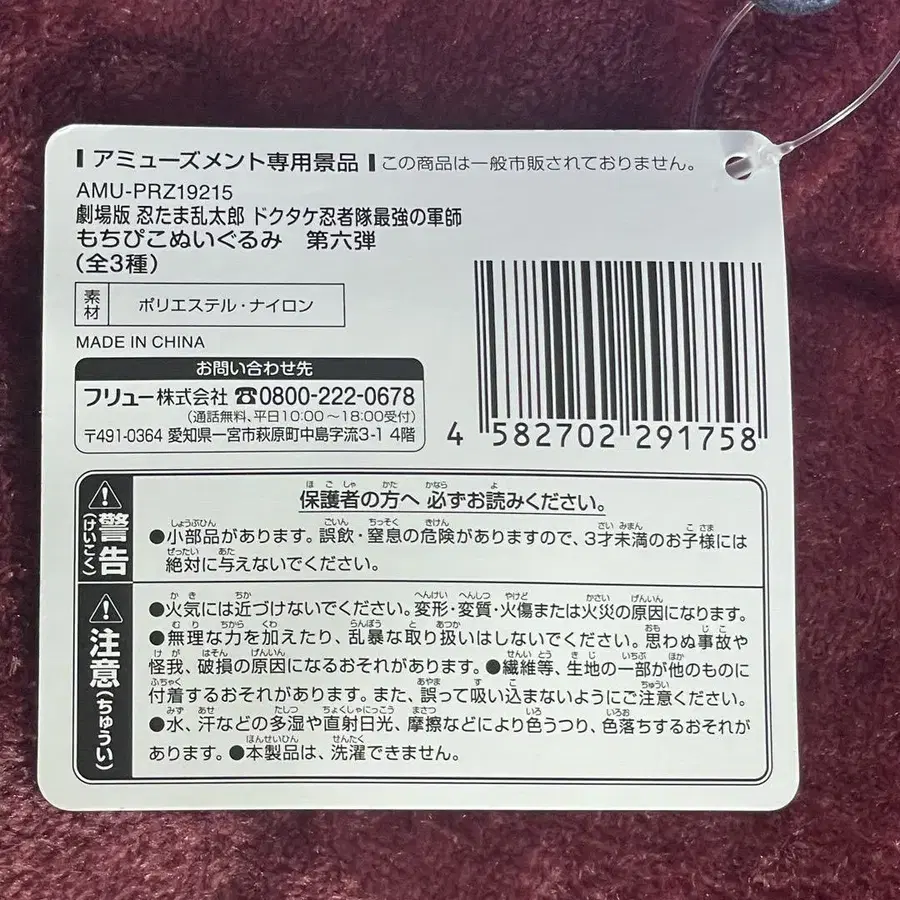 アミューズメント専用景品 この商品は一般市販されておりません。
AMU-PRZ19215
劇場版 忍たま乱太郎 ドクタケ忍者隊最強の軍師
もちぴこぬいぐるみ 第六弾
(全3種)
素材 ポリエステル・ナイロン
MADE IN CHINA
お問い合わせ先
フリュー株式会社 ☎0800-222-0678
(通話無料、平日10:00～18:00受付)
〒491-0364 愛知県一宮市萩原町中島字流3-1 4階
4 582702 291758
警告(けいこく)
保護者の方へ 必ずお読みください。
●小部品があります。誤飲・窒息の危険がありますので、3才未満のお子様には
絶対に与えないでください。
注意(ちゅうい)
●火気には近づけないでください。変形・変質・火傷または火災の原因になります。
●無理な力を加えたり、乱暴な取り扱いはしないでください。思わぬ事故や
怪我、破損の原因になるおそれがあります。●繊維等、生地の一部が他のものに
付着するおそれがあります。また、誤って吸い込まないようにご注意ください。
●水、汗などの多湿や直射日光、摩擦などにより色うつり、色落ちするおそれが
あります。●本製品は、洗濯できません。